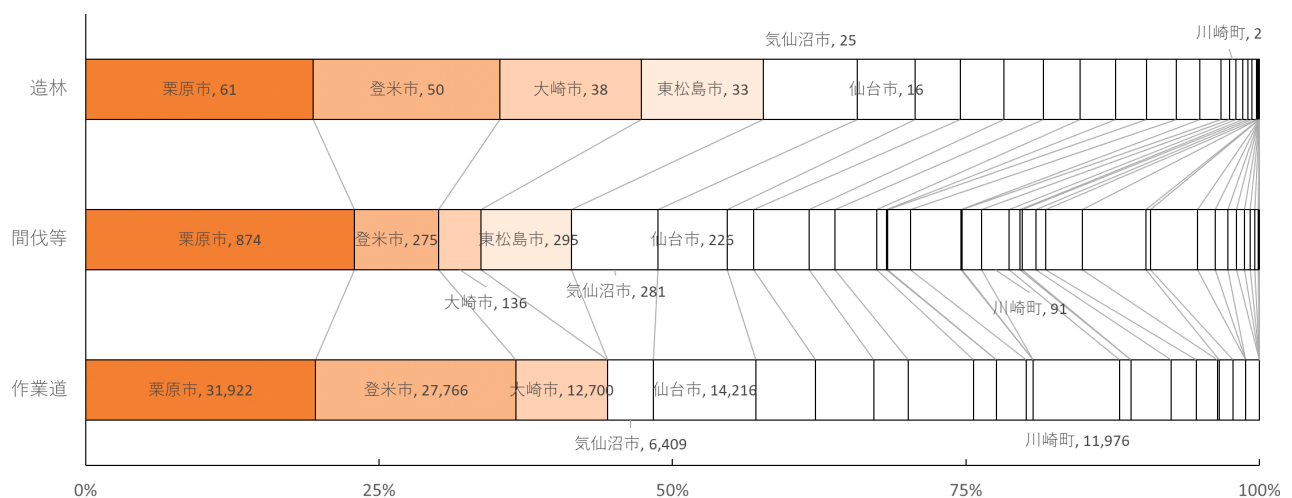 気仙沼市, 25
川崎町, 2
造林
栗原市, 61
登米市, 50
大崎市, 38
東松島市, 33
仙台市, 16
間伐等
栗原市, 874
登米市, 275
東松島市, 295
仙台市, 226
大崎市, 136
気仙沼市, 281
川崎町, 91
作業道
栗原市, 31,922
登米市, 27,766
大崎市, 12,700
仙台市, 14,216
気仙沼市, 6,409
川崎町, 11,976
0%
25%
50%
75%
100%